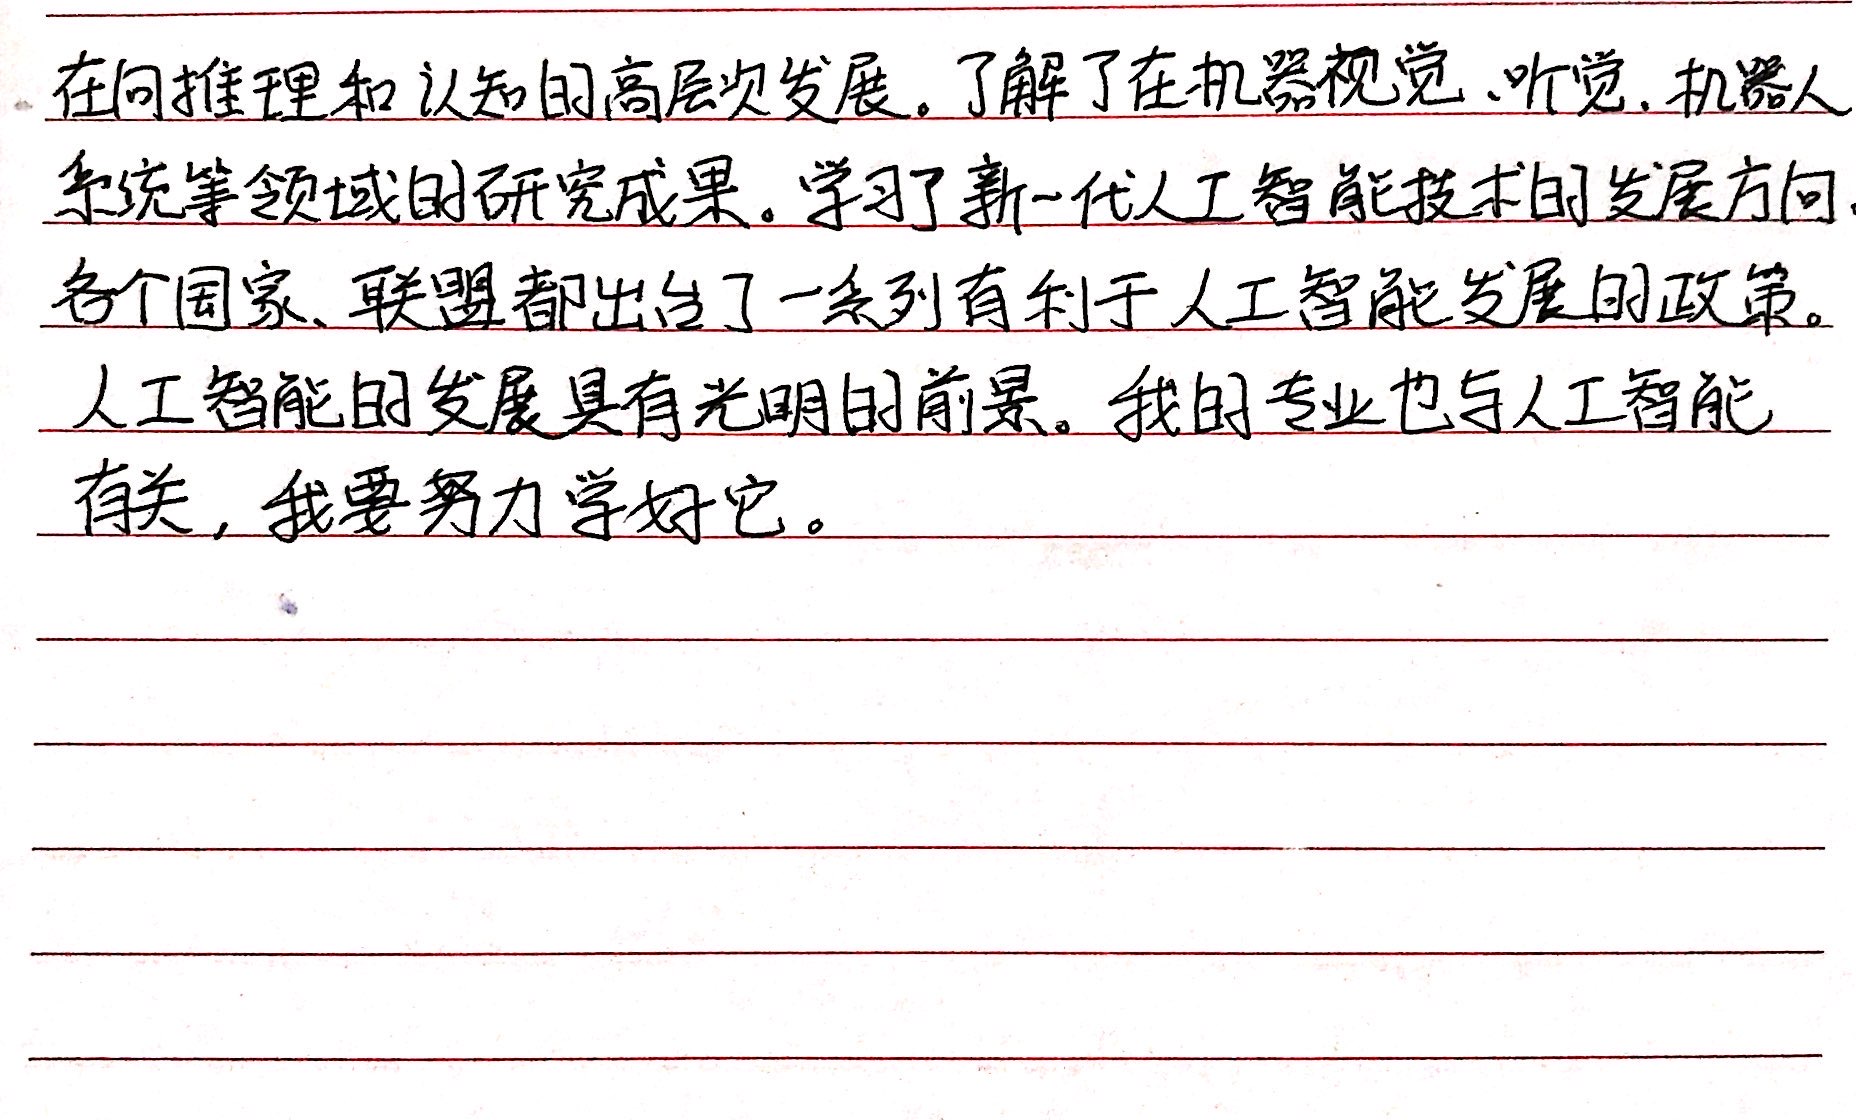 在向推理和认知的高层次发展。了解了在机器视觉、听觉、机器人
系统等领域的研究成果。学习了新一代人工智能技术的发展方向.
各个国家、联盟都出台了一系列有利于人工智能发展的政策。
人工智能的发展具有光明的前景。我的专业也与人工智能
有关，我要努力学好它。